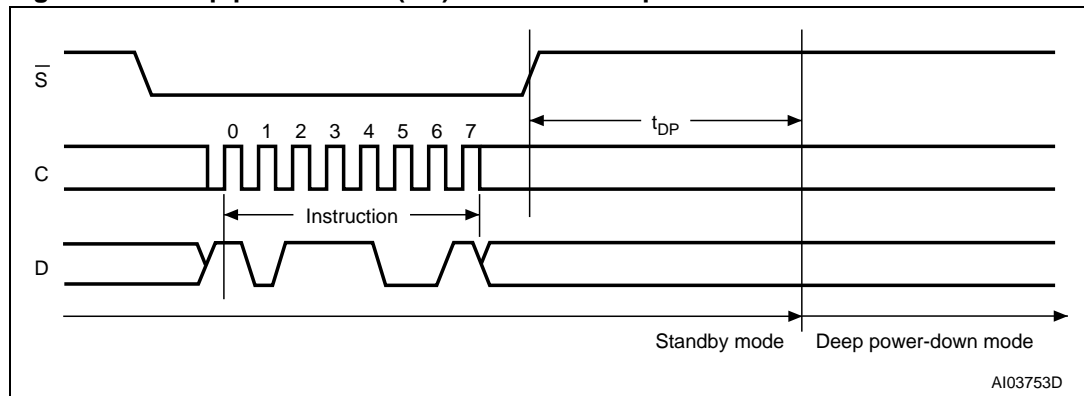 S
0 1 2 3 4 5 6 7
tDP
C
Instruction
D
Standby mode
Deep power-down mode
AI03753D